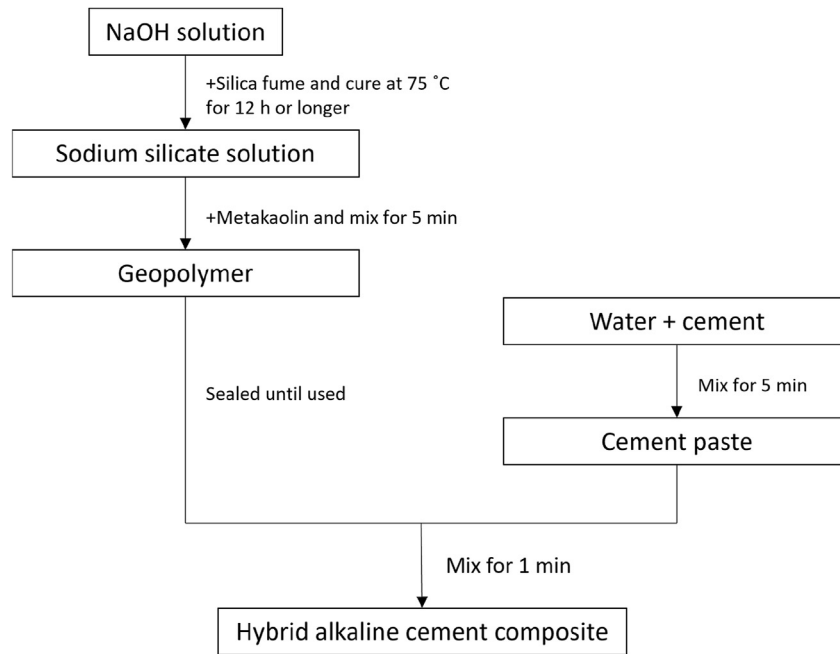 NaOH solution
+Silica fume and cure at 75 ˚C
for 12 h or longer
Sodium silicate solution
+Metakaolin and mix for 5 min
Geopolymer
Water + cement
Sealed until used
Mix for 5 min
Cement paste
Mix for 1 min
Hybrid alkaline cement composite